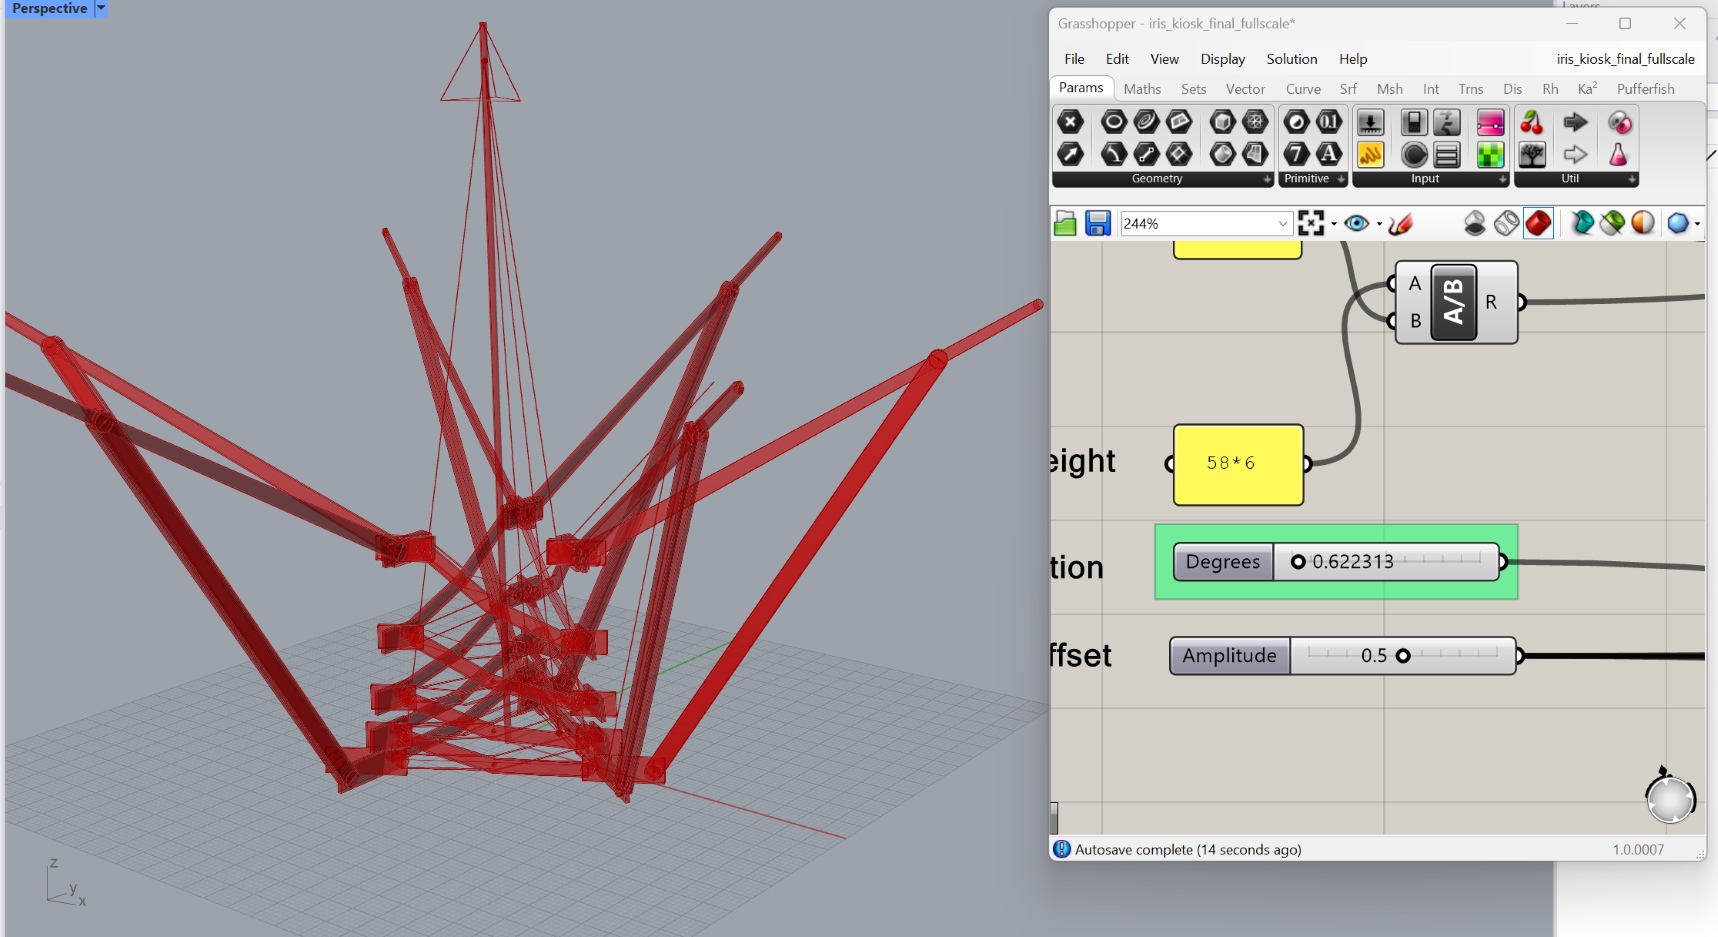 Perspective
Layers
Grasshopper - iris_kiosk_final_fullscale*
File Edit View Display Solution Help iris_kiosk_final_fullscale
Params Maths Sets Vector Curve Srf Msh Int Trns Dis Rh Ka² Pufferfish
Geometry Primitive Input Util
244%
A
A/B R
B
eight 58*6
tion Degrees 0.622313
ffset Amplitude 0.5
Autosave complete (14 seconds ago) 1.0.0007
z
y
x